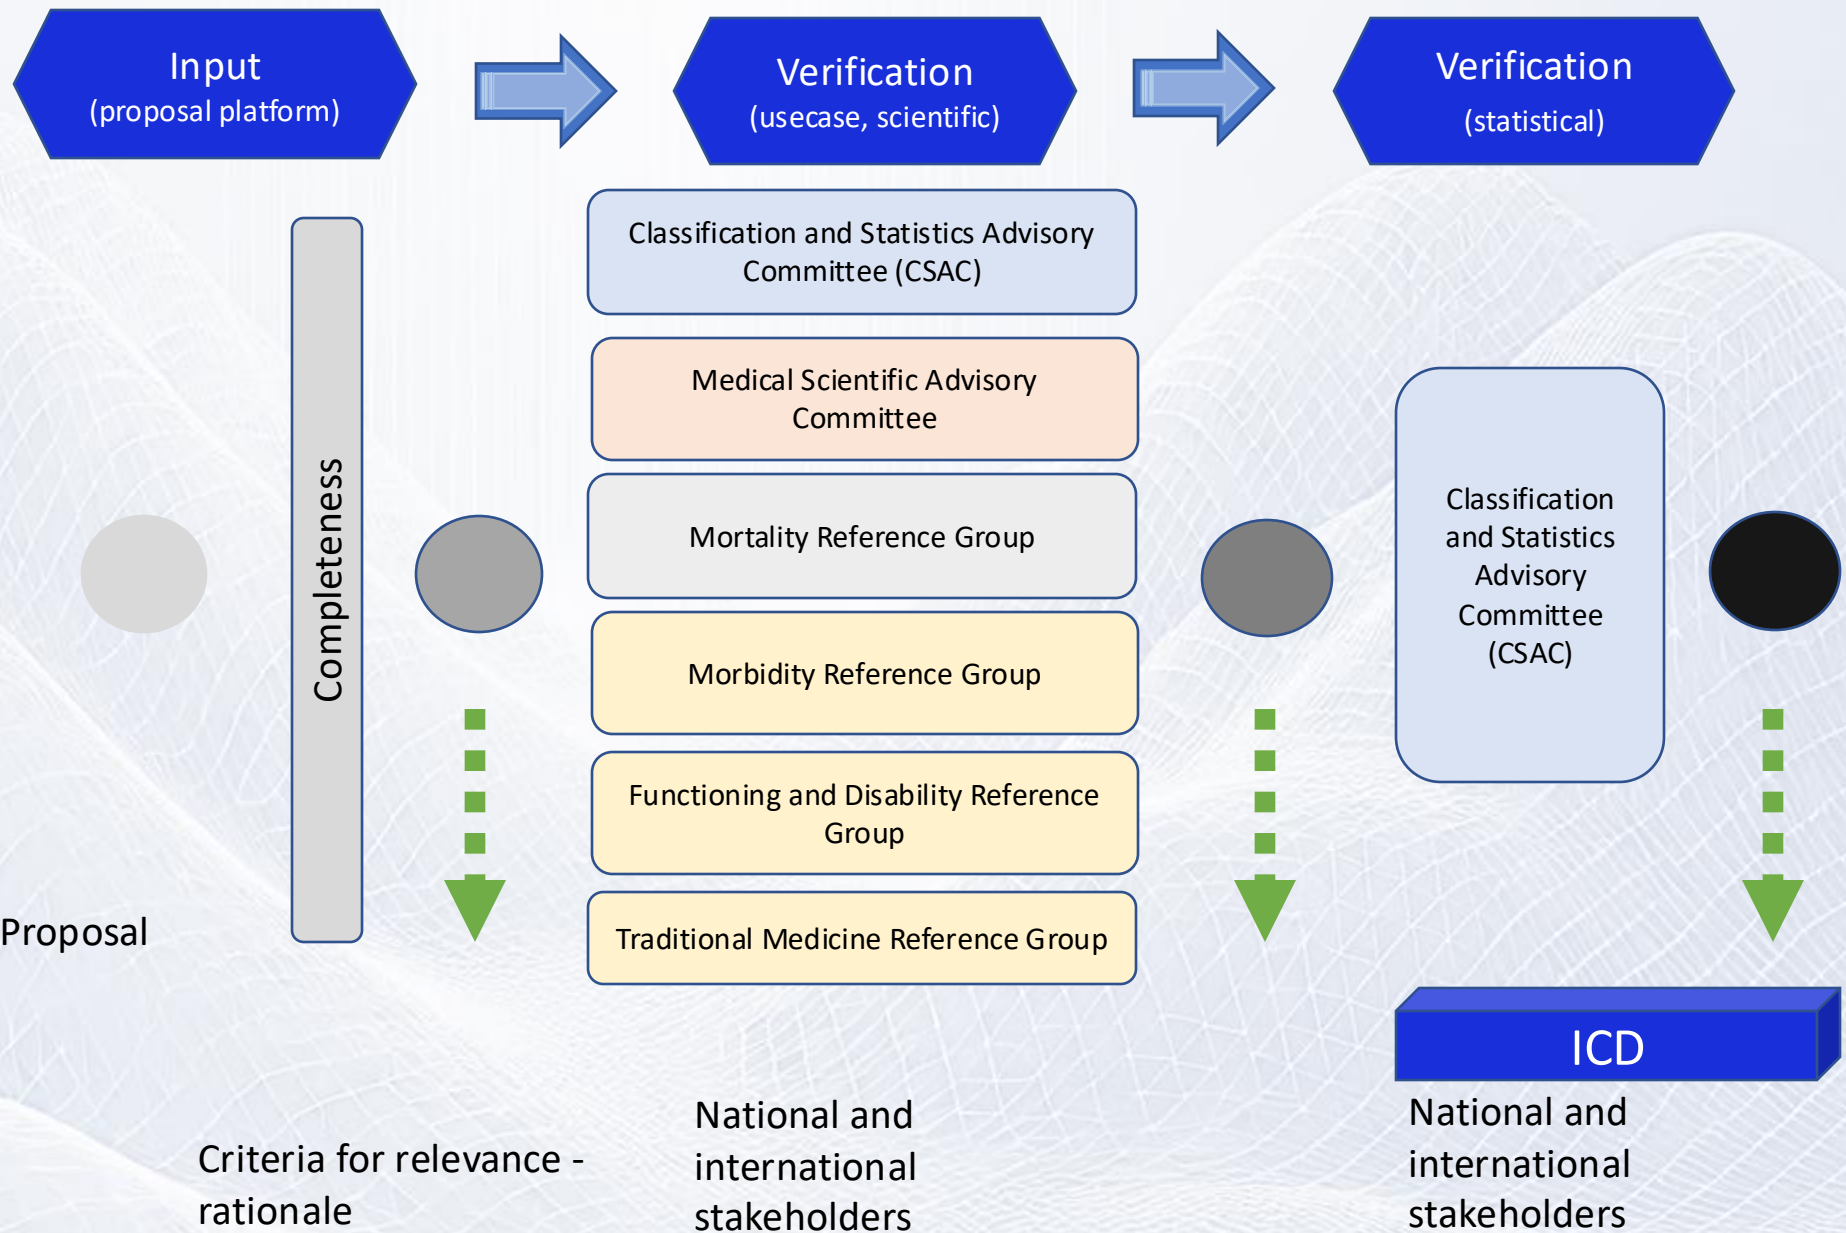 Input
(proposal platform)
Verification
(usecase, scientific)
Verification
(statistical)
Completeness
Classification and Statistics Advisory
Committee (CSAC)
Medical Scientific Advisory
Committee
Mortality Reference Group
Morbidity Reference Group
Functioning and Disability Reference
Group
Traditional Medicine Reference Group
Classification
and Statistics
Advisory
Committee
(CSAC)
Proposal
ICD
Criteria for relevance -
rationale
National and
international
stakeholders
National and
international
stakeholders